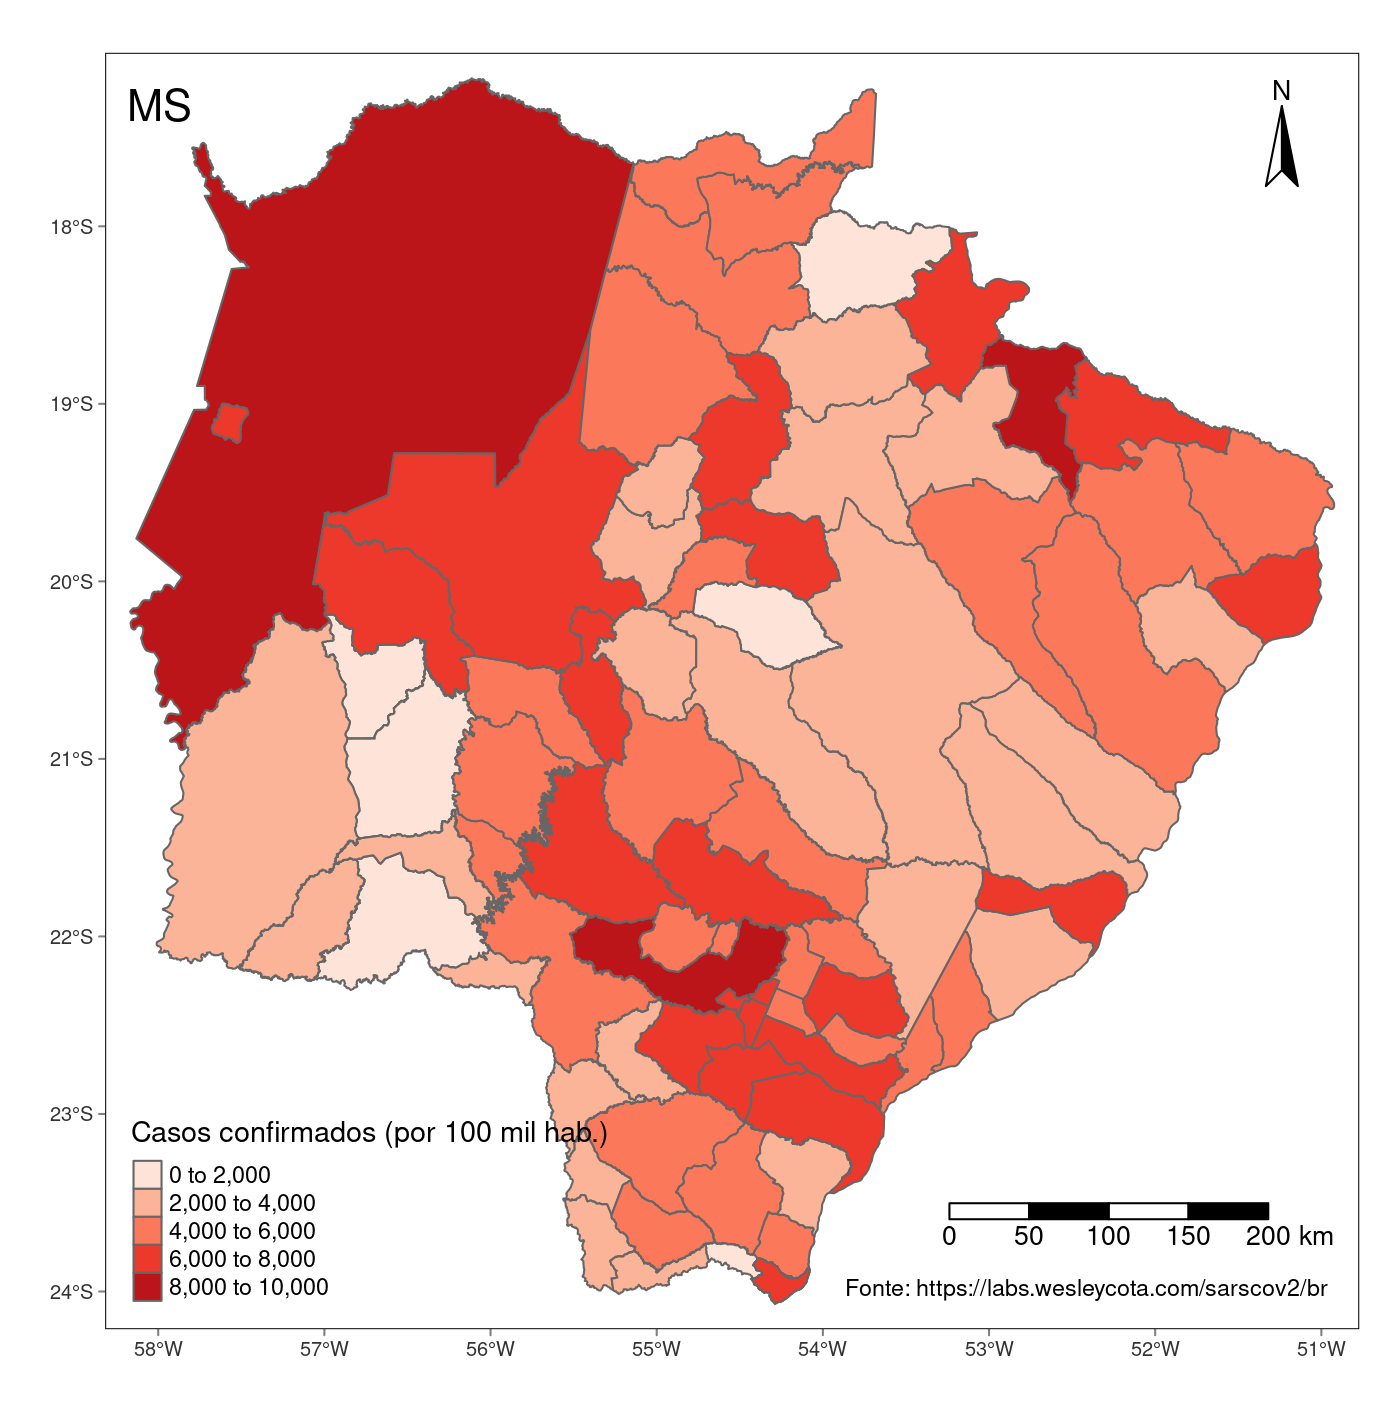 MS
N
18°S
19°S
20°S
21°S
22°S
23°S
24°S
Casos confirmados (por 100 mil hab.)
0 to 2,000
2,000 to 4,000
4,000 to 6,000
6,000 to 8,000
8,000 to 10,000
0 50 100 150 200 km
Fonte: https://labs.wesleycota.com/sarscov2/br
58°W 57°W 56°W 55°W 54°W 53°W 52°W 51°W